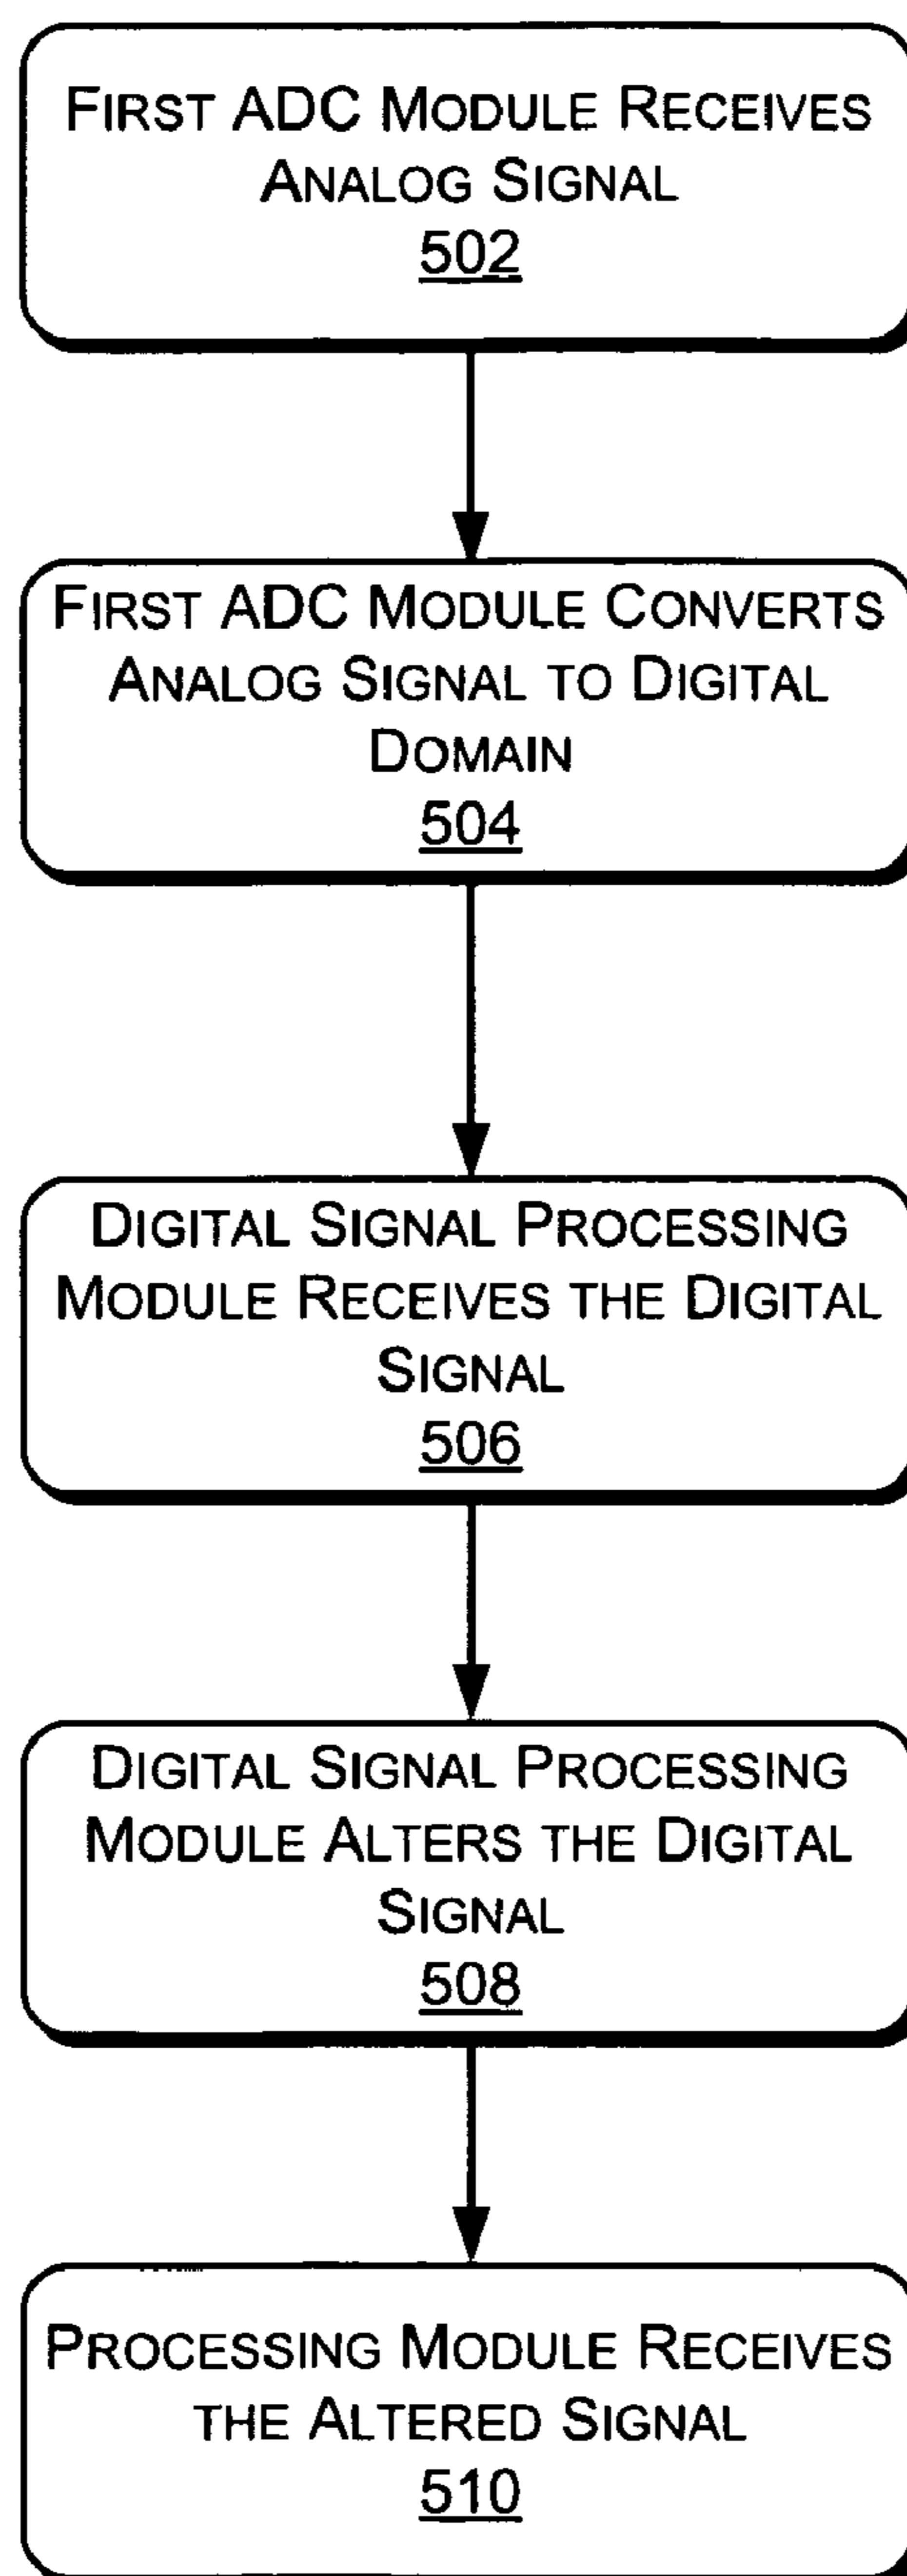 FIRST ADC MODULE RECEIVES
ANALOG SIGNAL
502
FIRST ADC MODULE CONVERTS
ANALOG SIGNAL TO DIGITAL
DOMAIN
504
DIGITAL SIGNAL PROCESSING
MODULE RECEIVES THE DIGITAL
SIGNAL
506
DIGITAL SIGNAL PROCESSING
MODULE ALTERS THE DIGITAL
SIGNAL
508
PROCESSING MODULE RECEIVES
THE ALTERED SIGNAL
510